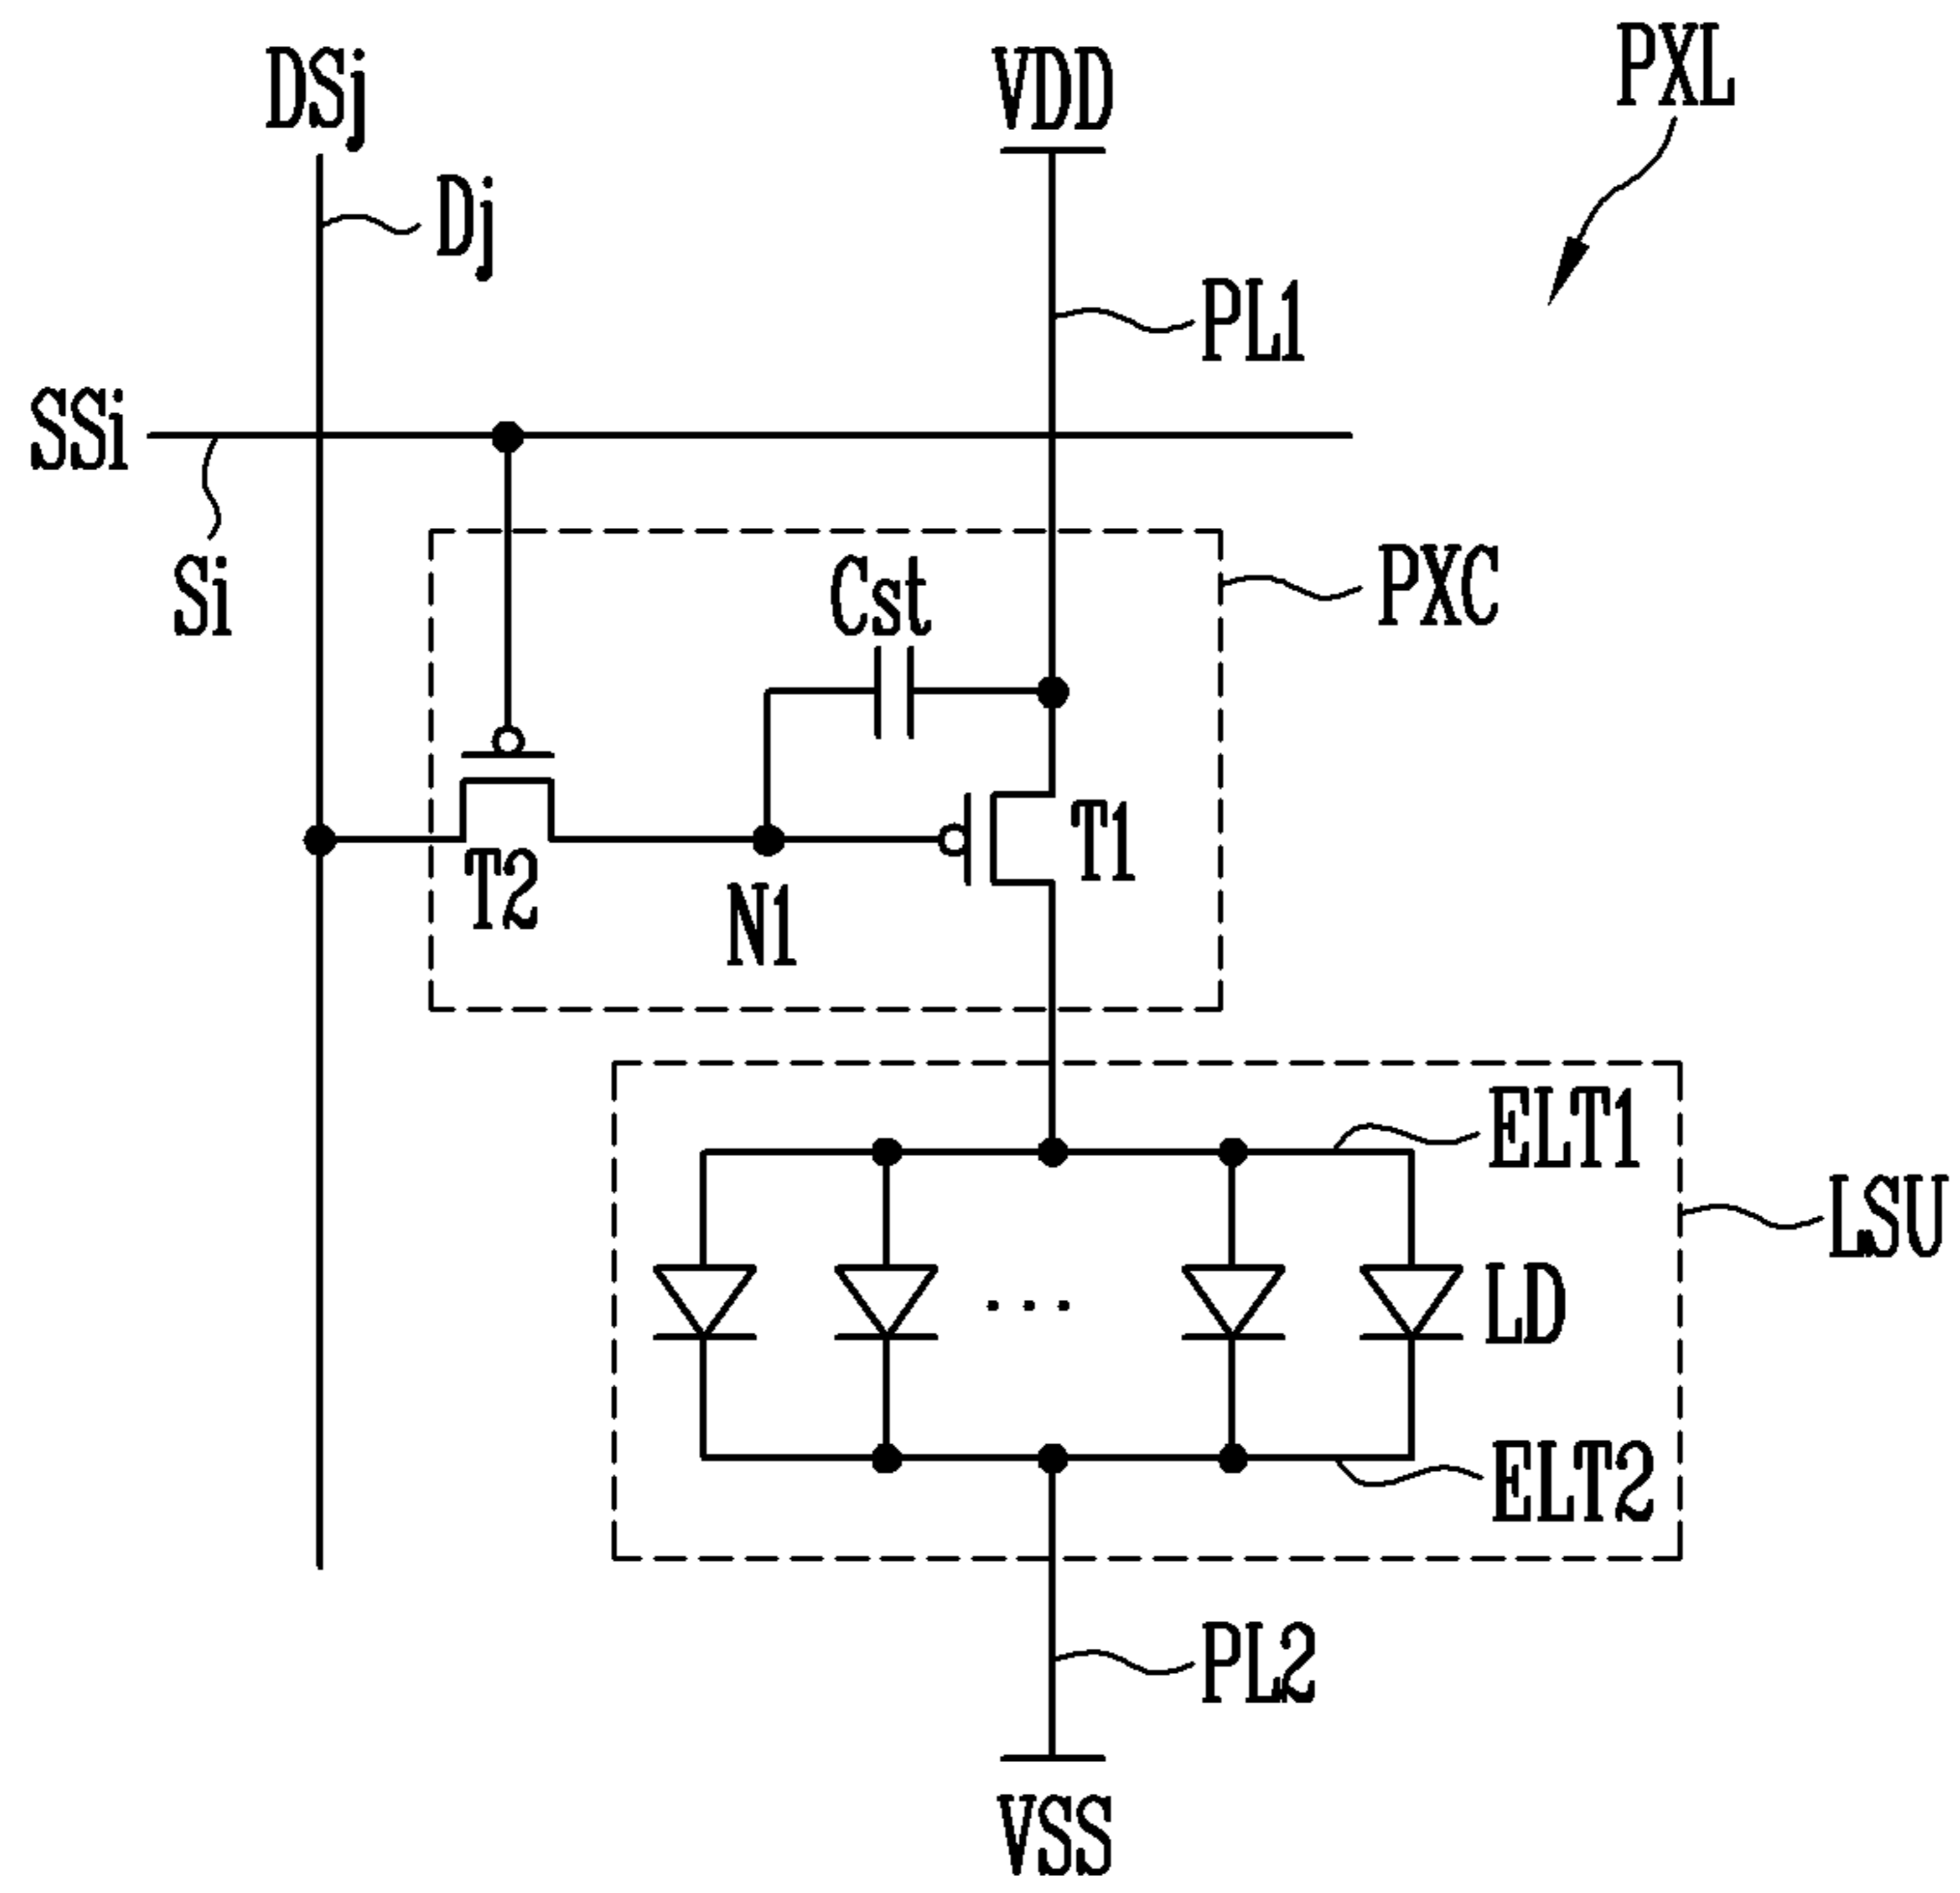 PXL
DSj
VDD
Dj
PL1
SSi
Si
Cst
PXC
T1
T2
N1
ELT1
LSU
LD
...
ELT2
PL2
VSS